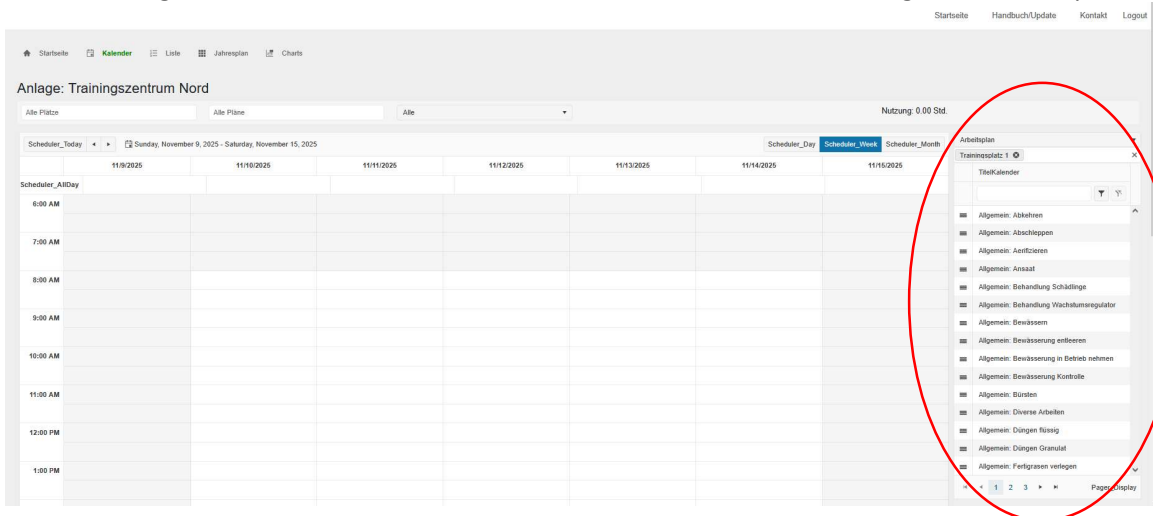 Startseite Handbuch/Update Kontakt Logout
Startseite Kalender Liste Jahresplan Charts
Anlage: Trainingszentrum Nord
Alle Plätze Alle Pläne Alle Nutzung: 0.00 Std.
Scheduler_Today Sunday, November 9, 2025 - Saturday, November 15, 2025 Scheduler_Day Scheduler_Week Scheduler_Month
11/9/2025 11/10/2025 11/11/2025 11/12/2025 11/13/2025 11/14/2025 11/15/2025
Scheduler_AllDay
6:00 AM
7:00 AM
8:00 AM
9:00 AM
10:00 AM
11:00 AM
12:00 PM
1:00 PM
Arbeitsplan
Trainingsplatz 1
TitelKalender
Allgemein: Abkehren
Allgemein: Abschleppen
Allgemein: Aerifizieren
Allgemein: Ansaat
Allgemein: Behandlung Schädlinge
Allgemein: Behandlung Wachstumsregulator
Allgemein: Bewässern
Allgemein: Bewässerung entleeren
Allgemein: Bewässerung in Betrieb nehmen
Allgemein: Bewässerung Kontrolle
Allgemein: Bürsten
Allgemein: Diverse Arbeiten
Allgemein: Düngen flüssig
Allgemein: Düngen Granulat
Allgemein: Fertigrasen verlegen
1 2 3 Pager_Display